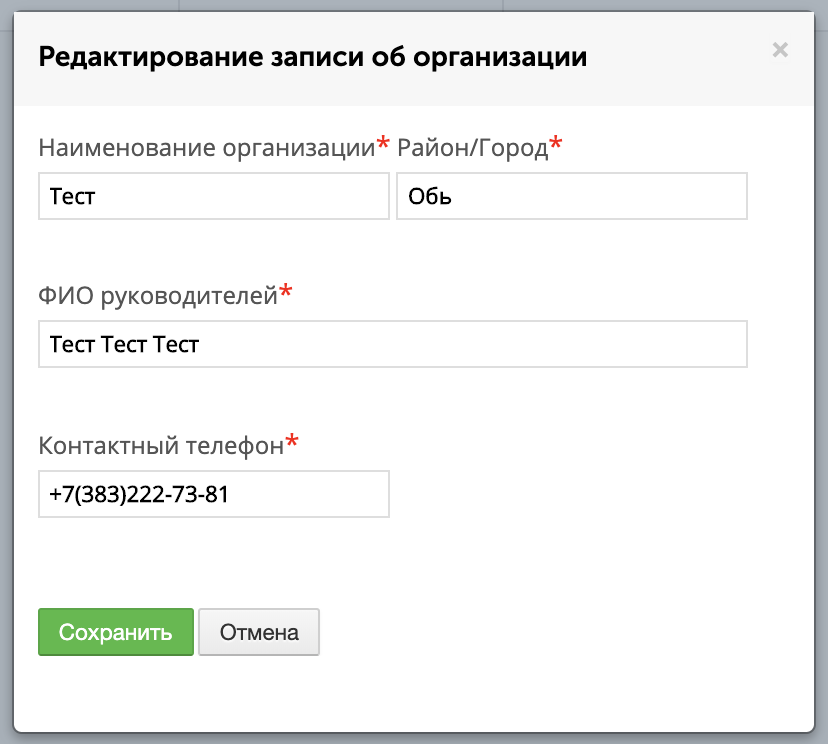 Редактирование записи об организации ×
Наименование организации* Район/Город*
Тест Обь
ФИО руководителей*
Тест Тест Тест
Контактный телефон*
+7(383)222-73-81
Сохранить Отмена